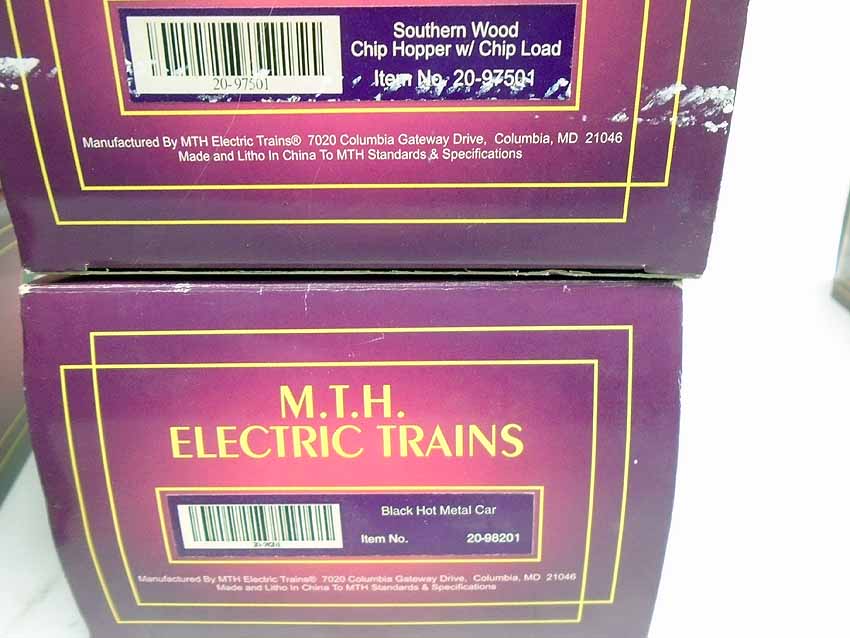 Southern Wood
Chip Hopper w/ Chip Load
Item No. 20-97501
20-97501
Manufactured By MTH Electric Trains® 7020 Columbia Gateway Drive, Columbia, MD 21046
Made and Litho In China To MTH Standards & Specifications
M.T.H.
ELECTRIC TRAINS
Black Hot Metal Car
Item No. 20-98201
Manufactured By MTH Electric Trains® 7020 Columbia Gateway Drive, Columbia, MD 21046
Made and Litho In China To MTH Standards & Specifications